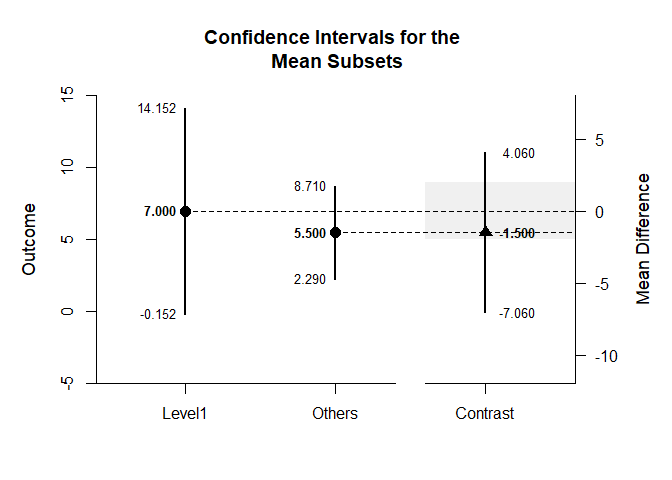 Confidence Intervals for the
Mean Subsets
Outcome
15
10
5
0
-5
14.152
7.000
-0.152
8.710
5.500
2.290
4.060
-1.500
-7.060
5
0
-5
-10
Mean Difference
Level1
Others
Contrast